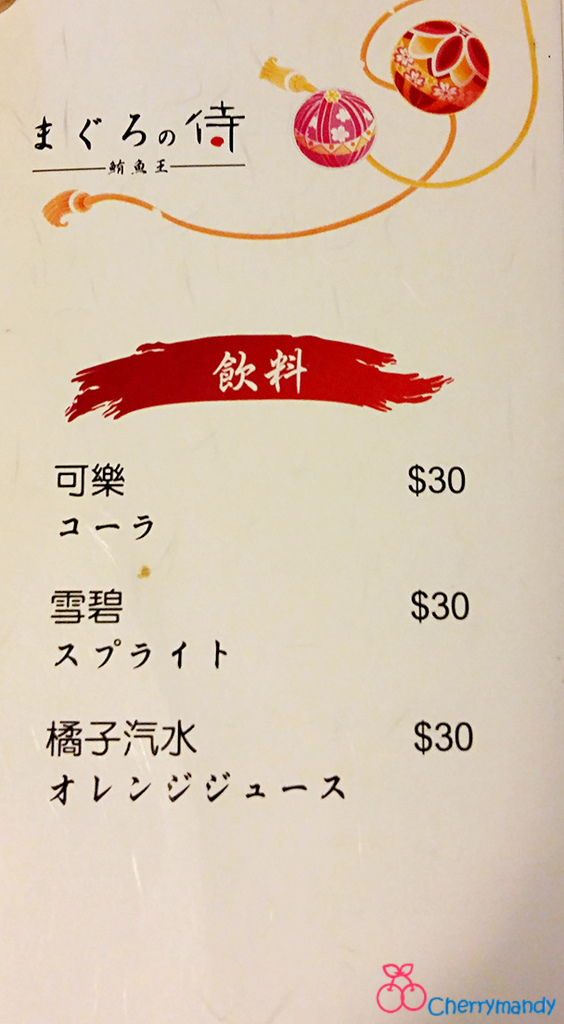 まぐろの侍
鮪魚王
飲料
可樂 $30
コーラ
雪碧 $30
スプライト
橘子汽水 $30
オレンジジュース
Cherrymandy